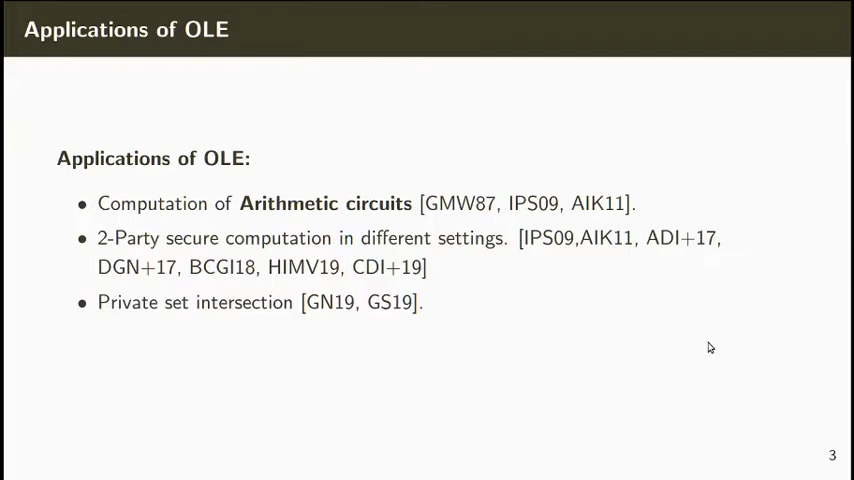 Applications of OLE
Applications of OLE:
• Computation of Arithmetic circuits [GMW87, IPS09, AIK11].
• 2-Party secure computation in different settings. [IPS09,AIK11, ADI+17,
DGN+17, BCGI18, HIMV19, CDI+19]
• Private set intersection [GN19, GS19].
3